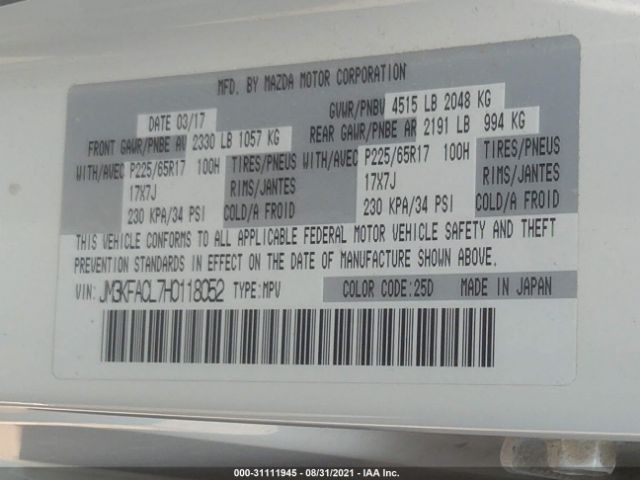 MFD. BY MAZDA MOTOR CORPORATION
DATE 03/17 GVWR/PNBV 4515 LB 2048 KG
FRONT GAWR/PNBE AV 2330 LB 1057 KG REAR GAWR/PNBE AR 2191 LB 994 KG
WITH/AVEC P225/65R17 100H TIRES/PNEUS WITH/AVEC P225/65R17 100H TIRES/PNEUS
17X7J RIMS/JANTES 17X7J RIMS/JANTES
230 KPA/34 PSI COLD/A FROID 230 KPA/34 PSI COLD/A FROID
THIS VEHICLE CONFORMS TO ALL APPLICABLE FEDERAL MOTOR VEHICLE SAFETY AND THEFT
PREVENTION STANDARDS IN EFFECT ON THE DATE OF MANUFACTURE SHOWN ABOVE.
VIN: JM3KFACL7H0118052 TYPE:MPV COLOR CODE:25D MADE IN JAPAN
000-31111945 - 08/31/2021 - IAA Inc.